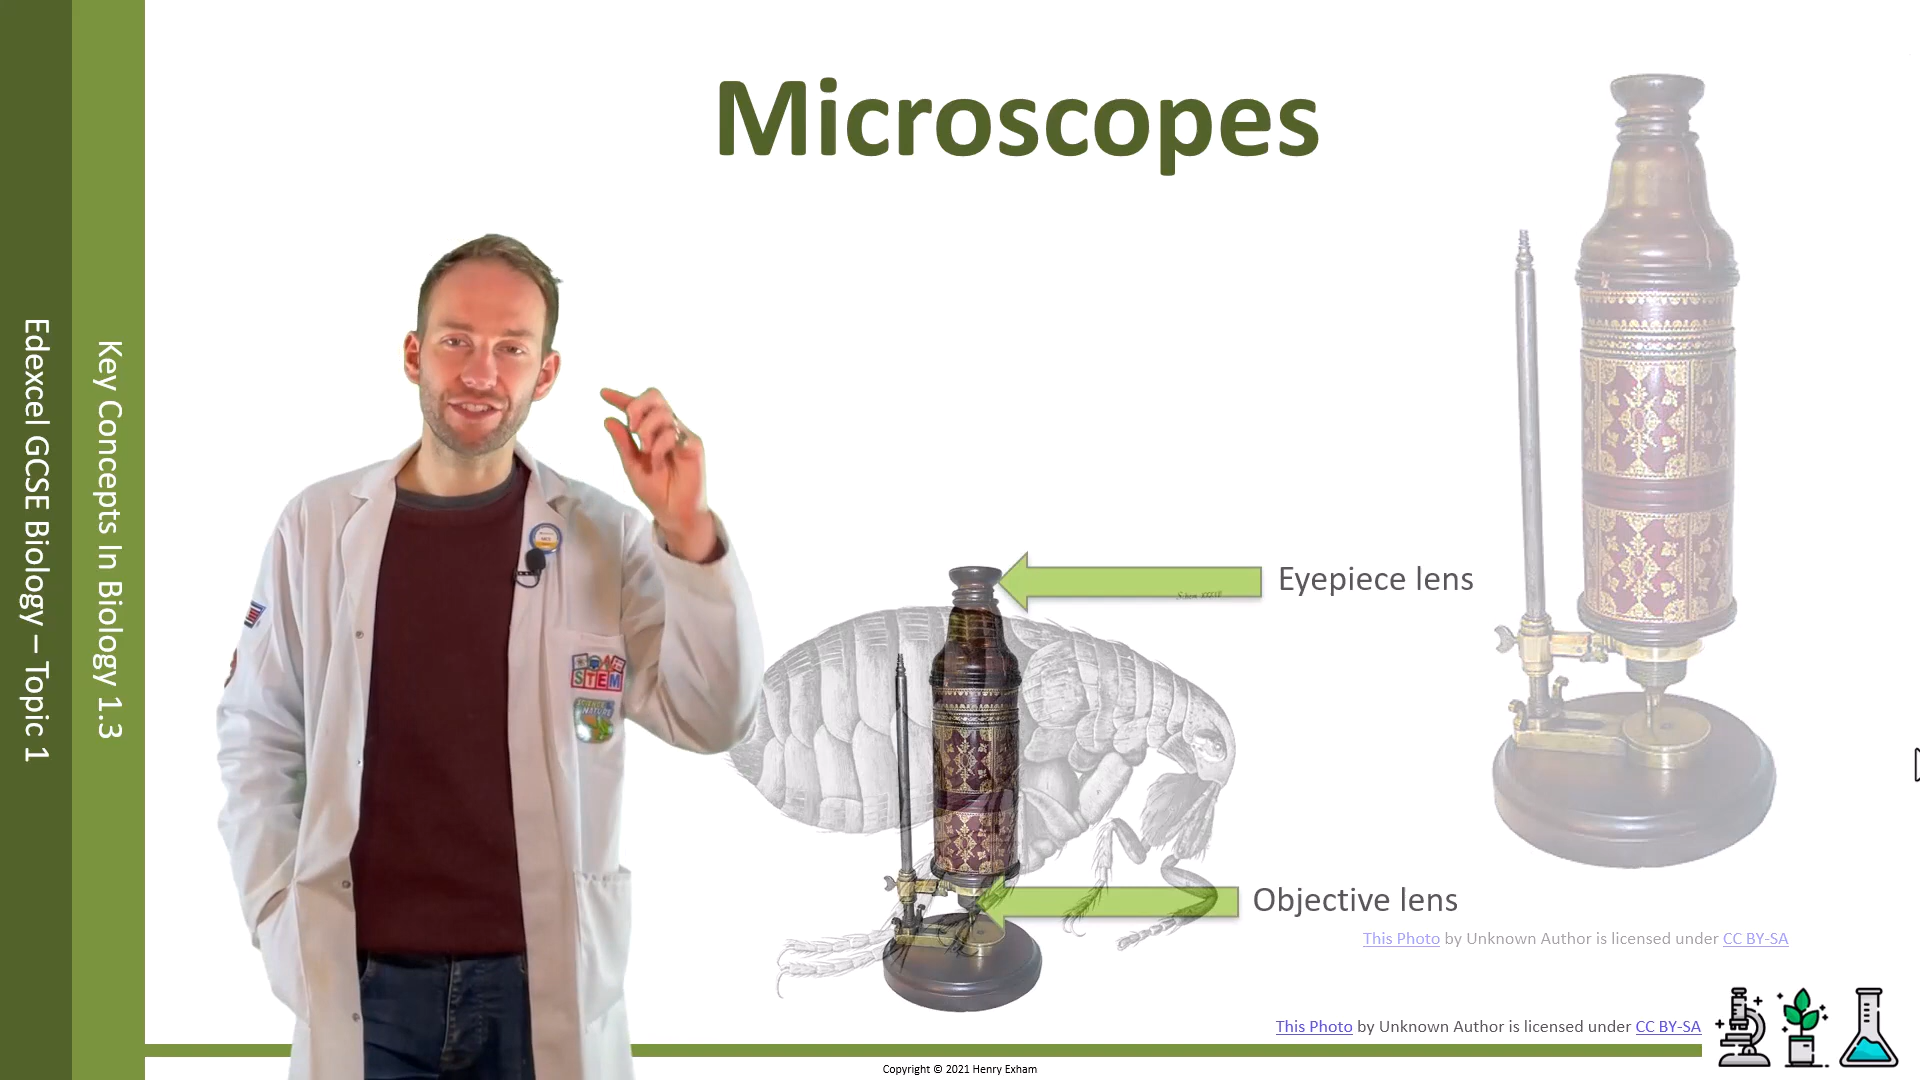 Microscopes
Edexcel GCSE Biology – Topic 1
Key Concepts In Biology 1.3
STEM
SCIENCE
NATURE
Eyepiece lens
Objective lens
This Photo by Unknown Author is licensed under CC BY-SA
This Photo by Unknown Author is licensed under CC BY-SA
Copyright © 2021 Henry Exham